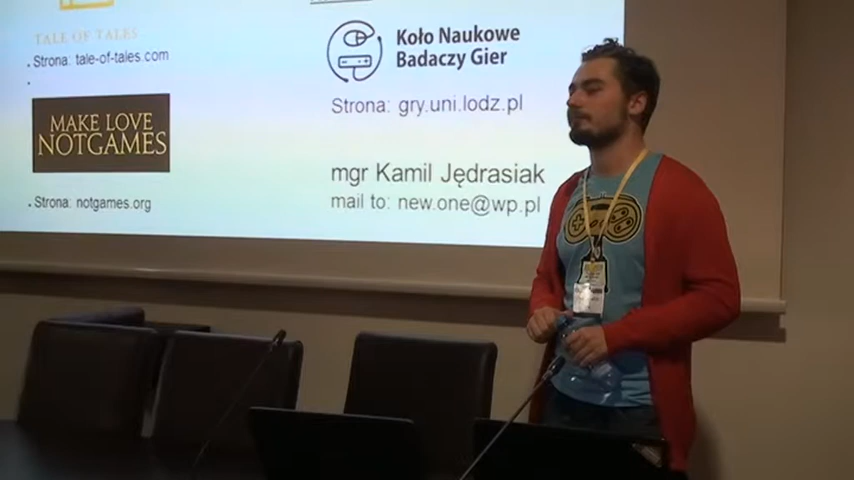 TALE OF TALES
Strona: tale-of-tales.com
MAKE LOVE
NOTGAMES
Strona: notgames.org
Koło Naukowe
Badaczy Gier
Strona: gry.uni.lodz.pl
mgr Kamil Jędrasiak
mail to: new.one@wp.pl